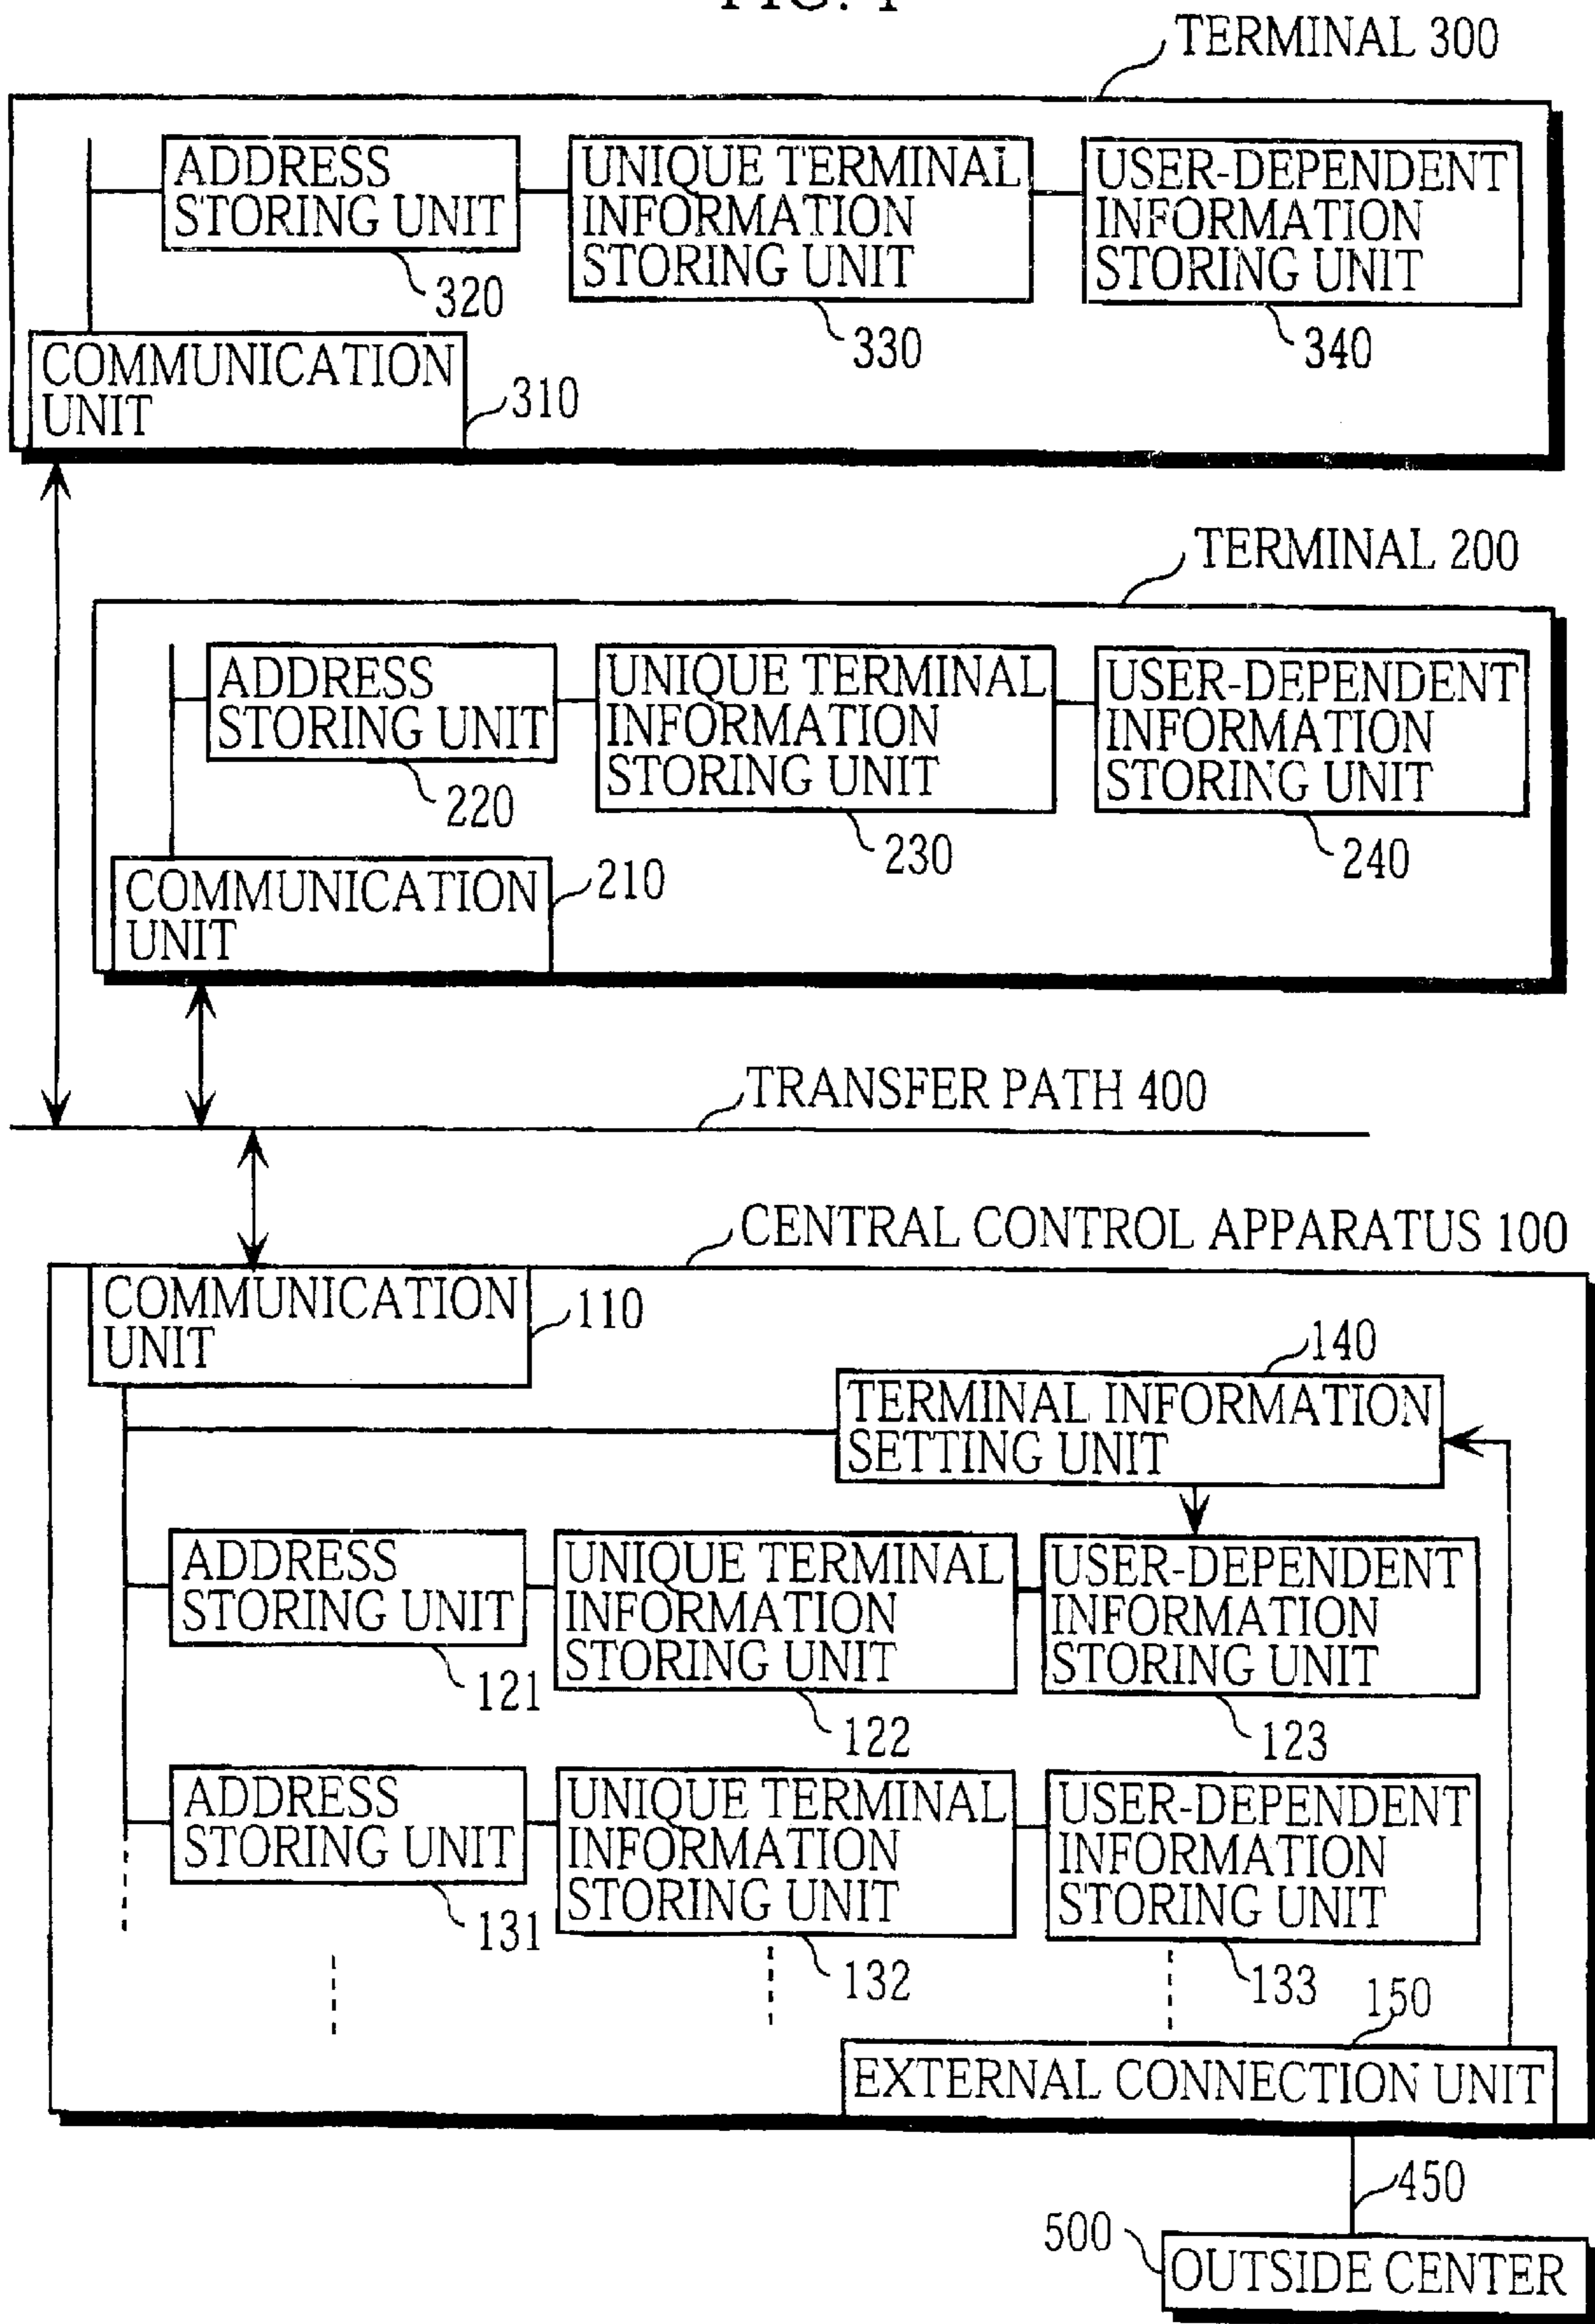 TERMINAL 300
ADDRESS
STORING UNIT
320
UNIQUE TERMINAL
INFORMATION
STORING UNIT
330
USER-DEPENDENT
INFORMATION
STORING UNIT
340
COMMUNICATION
UNIT
310
TERMINAL 200
ADDRESS
STORING UNIT
220
UNIQUE TERMINAL
INFORMATION
STORING UNIT
230
USER-DEPENDENT
INFORMATION
STORING UNIT
240
COMMUNICATION
UNIT
210
TRANSFER PATH 400
CENTRAL CONTROL APPARATUS 100
COMMUNICATION
UNIT
110
140
TERMINAL INFORMATION
SETTING UNIT
ADDRESS
STORING UNIT
121
UNIQUE TERMINAL
INFORMATION
STORING UNIT
122
USER-DEPENDENT
INFORMATION
STORING UNIT
123
ADDRESS
STORING UNIT
131
UNIQUE TERMINAL
INFORMATION
STORING UNIT
132
USER-DEPENDENT
INFORMATION
STORING UNIT
133
150
EXTERNAL CONNECTION UNIT
450
500
OUTSIDE CENTER